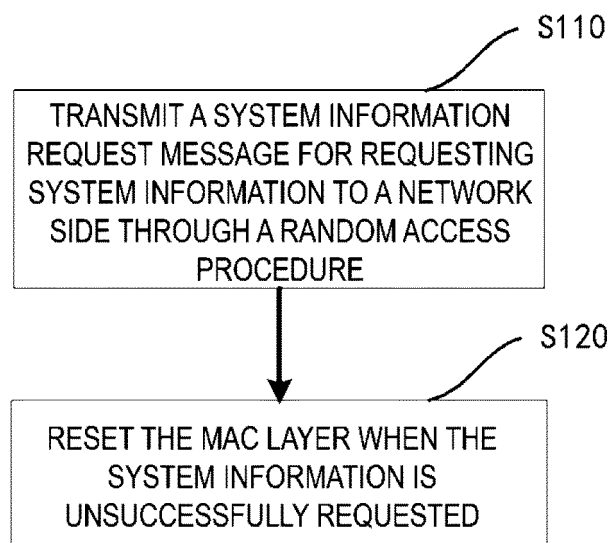 S110
TRANSMIT A SYSTEM INFORMATION
REQUEST MESSAGE FOR REQUESTING
SYSTEM INFORMATION TO A NETWORK
SIDE THROUGH A RANDOM ACCESS
PROCEDURE
S120
RESET THE MAC LAYER WHEN THE
SYSTEM INFORMATION IS
UNSUCCESSFULLY REQUESTED